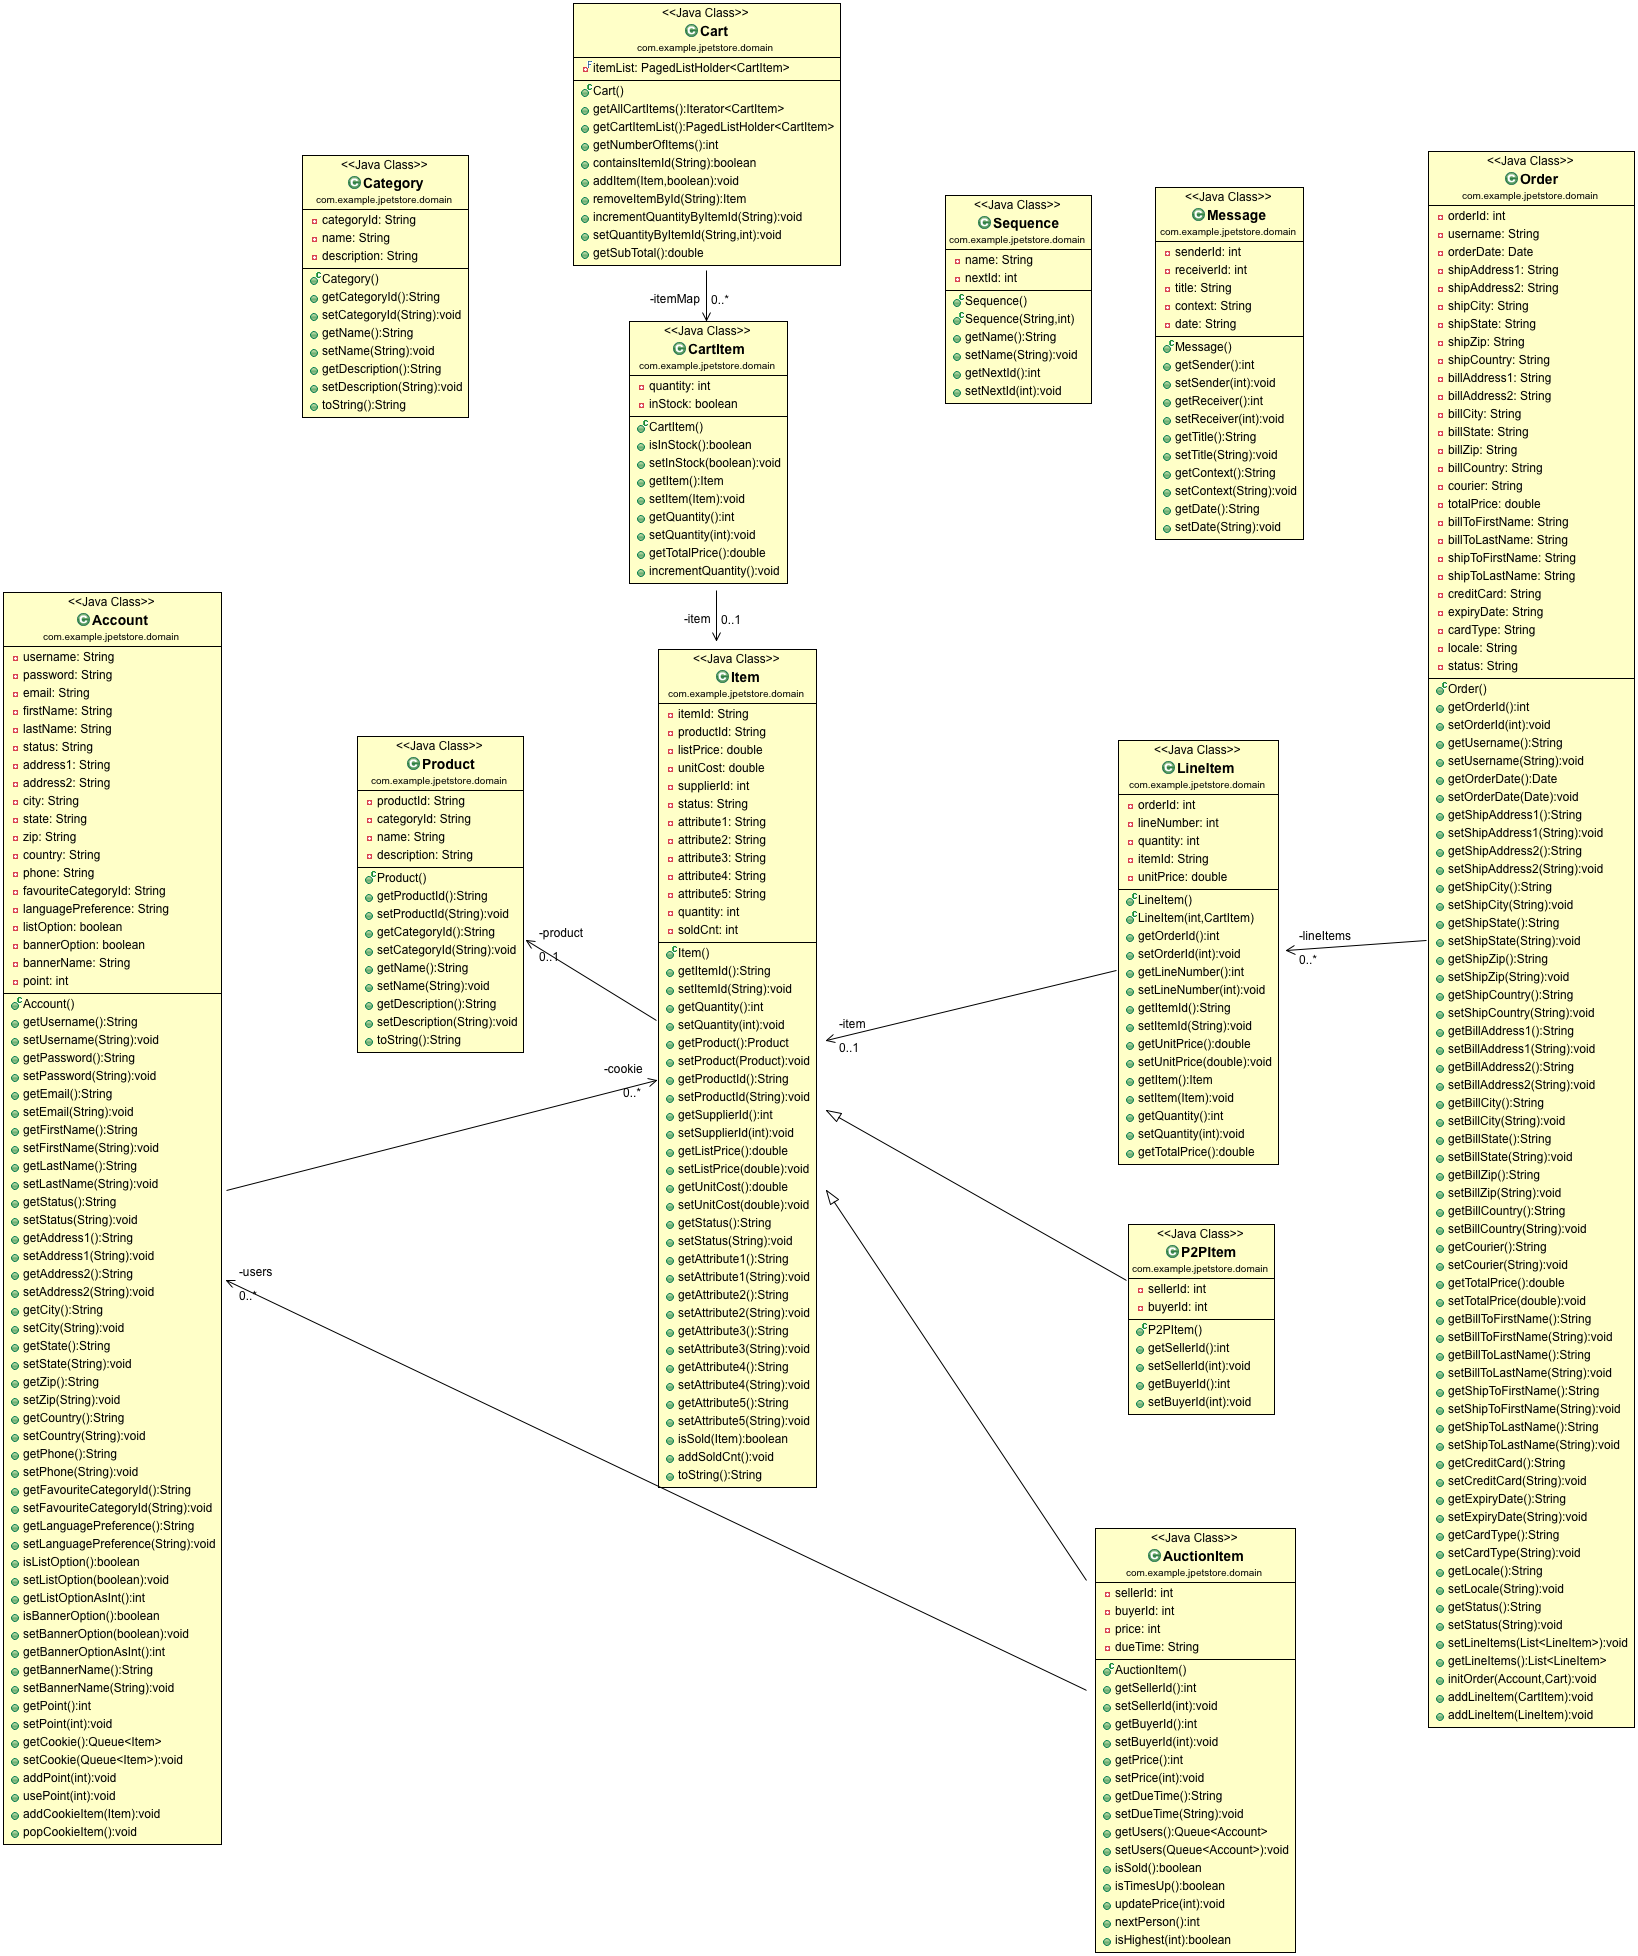 <<Java Class>>
Cart
com.example.jpetstore.domain
itemList: PagedListHolder<CartItem>
Cart()
getAllCartItems():Iterator<CartItem>
getCartItemList():PagedListHolder<CartItem>
getNumberOfItems():int
containsItemId(String):boolean
addItem(Item,boolean):void
removeItemById(String):Item
incrementQuantityByItemId(String):void
setQuantityByItemId(String,int):void
getSubTotal():double
-itemMap
0..*
<<Java Class>>
Category
com.example.jpetstore.domain
categoryId: String
name: String
description: String
Category()
getCategoryId():String
setCategoryId(String):void
getName():String
setName(String):void
getDescription():String
setDescription(String):void
toString():String
<<Java Class>>
CartItem
com.example.jpetstore.domain
quantity: int
inStock: boolean
CartItem()
isInStock():boolean
setInStock(boolean):void
getItem():Item
setItem(Item):void
getQuantity():int
setQuantity(int):void
getTotalPrice():double
incrementQuantity():void
-item
0..1
<<Java Class>>
Sequence
com.example.jpetstore.domain
name: String
nextId: int
Sequence()
Sequence(String,int)
getName():String
setName(String):void
getNextId():int
setNextId(int):void
<<Java Class>>
Message
com.example.jpetstore.domain
senderId: int
receiverId: int
title: String
context: String
date: String
Message()
getSender():int
setSender(int):void
getReceiver():int
setReceiver(int):void
getTitle():String
setTitle(String):void
getContext():String
setContext(String):void
getDate():String
setDate(String):void
<<Java Class>>
Order
com.example.jpetstore.domain
orderId: int
username: String
orderDate: Date
shipAddress1: String
shipAddress2: String
shipCity: String
shipState: String
shipZip: String
shipCountry: String
billAddress1: String
billAddress2: String
billCity: String
billState: String
billZip: String
billCountry: String
courier: String
totalPrice: double
billToFirstName: String
billToLastName: String
shipToFirstName: String
shipToLastName: String
creditCard: String
expiryDate: String
cardType: String
locale: String
status: String
Order()
getOrderId():int
setOrderId(int):void
getUsername():String
setUsername(String):void
getOrderDate():Date
setOrderDate(Date):void
getShipAddress1():String
setShipAddress1(String):void
getShipAddress2():String
setShipAddress2(String):void
getShipCity():String
setShipCity(String):void
getShipState():String
setShipState(String):void
getShipZip():String
setShipZip(String):void
getShipCountry():String
setShipCountry(String):void
getBillAddress1():String
setBillAddress1(String):void
getBillAddress2():String
setBillAddress2(String):void
getBillCity():String
setBillCity(String):void
getBillState():String
setBillState(String):void
getBillZip():String
setBillZip(String):void
getBillCountry():String
setBillCountry(String):void
getCourier():String
setCourier(String):void
getTotalPrice():double
setTotalPrice(double):void
getBillToFirstName():String
setBillToFirstName(String):void
getBillToLastName():String
setBillToLastName(String):void
getShipToFirstName():String
setShipToFirstName(String):void
getShipToLastName():String
setShipToLastName(String):void
getCreditCard():String
setCreditCard(String):void
getExpiryDate():String
setExpiryDate(String):void
getCardType():String
setCardType(String):void
getLocale():String
setLocale(String):void
getStatus():String
setStatus(String):void
setLineItems(List<LineItem>):void
getLineItems():List<LineItem>
initOrder(Account,Cart):void
addLineItem(CartItem):void
addLineItem(LineItem):void
<<Java Class>>
Account
com.example.jpetstore.domain
username: String
password: String
email: String
firstName: String
lastName: String
status: String
address1: String
address2: String
city: String
state: String
zip: String
country: String
phone: String
favouriteCategoryId: String
languagePreference: String
listOption: boolean
bannerOption: boolean
bannerName: String
point: int
Account()
getUsername():String
setUsername(String):void
getPassword():String
setPassword(String):void
getEmail():String
setEmail(String):void
getFirstName():String
setFirstName(String):void
getLastName():String
setLastName(String):void
getStatus():String
setStatus(String):void
getAddress1():String
setAddress1(String):void
getAddress2():String
setAddress2(String):void
getCity():String
setCity(String):void
getState():String
setState(String):void
getZip():String
setZip(String):void
getCountry():String
setCountry(String):void
getPhone():String
setPhone(String):void
getFavouriteCategoryId():String
setFavouriteCategoryId(String):void
getLanguagePreference():String
setLanguagePreference(String):void
isListOption():boolean
setListOption(boolean):void
getListOptionAsInt():int
isBannerOption():boolean
setBannerOption(boolean):void
getBannerOptionAsInt():int
getBannerName():String
setBannerName(String):void
getPoint():int
setPoint(int):void
getCookie():Queue<Item>
setCookie(Queue<Item>):void
addPoint(int):void
usePoint(int):void
addCookieItem(Item):void
popCookieItem():void
<<Java Class>>
Product
com.example.jpetstore.domain
productId: String
categoryId: String
name: String
description: String
Product()
getProductId():String
setProductId(String):void
getCategoryId():String
setCategoryId(String):void
getName():String
setName(String):void
getDescription():String
setDescription(String):void
toString():String
-product
0..1
-cookie
0..*
-users
0..*
<<Java Class>>
Item
com.example.jpetstore.domain
itemId: String
productId: String
listPrice: double
unitCost: double
supplierId: int
status: String
attribute1: String
attribute2: String
attribute3: String
attribute4: String
attribute5: String
quantity: int
soldCnt: int
Item()
getItemId():String
setItemId(String):void
getQuantity():int
setQuantity(int):void
getProduct():Product
setProduct(Product):void
getProductId():String
setProductId(String):void
getSupplierId():int
setSupplierId(int):void
getListPrice():double
setListPrice(double):void
getUnitCost():double
setUnitCost(double):void
getStatus():String
setStatus(String):void
getAttribute1():String
setAttribute1(String):void
getAttribute2():String
setAttribute2(String):void
getAttribute3():String
setAttribute3(String):void
getAttribute4():String
setAttribute4(String):void
getAttribute5():String
setAttribute5(String):void
isSold(Item):boolean
addSoldCnt():void
toString():String
<<Java Class>>
LineItem
com.example.jpetstore.domain
orderId: int
lineNumber: int
quantity: int
itemId: String
unitPrice: double
LineItem()
LineItem(int,CartItem)
getOrderId():int
setOrderId(int):void
getLineNumber():int
setLineNumber(int):void
getItemId():String
setItemId(String):void
getUnitPrice():double
setUnitPrice(double):void
getItem():Item
setItem(Item):void
getQuantity():int
setQuantity(int):void
getTotalPrice():double
-lineItems
0..*
-item
0..1
<<Java Class>>
P2PItem
com.example.jpetstore.domain
sellerId: int
buyerId: int
P2PItem()
getSellerId():int
setSellerId(int):void
getBuyerId():int
setBuyerId(int):void
<<Java Class>>
AuctionItem
com.example.jpetstore.domain
sellerId: int
buyerId: int
price: int
dueTime: String
AuctionItem()
getSellerId():int
setSellerId(int):void
getBuyerId():int
setBuyerId(int):void
getPrice():int
setPrice(int):void
getDueTime():String
setDueTime(String):void
getUsers():Queue<Account>
setUsers(Queue<Account>):void
isSold():boolean
isTimesUp():boolean
updatePrice(int):void
nextPerson():int
isHighest(int):boolean